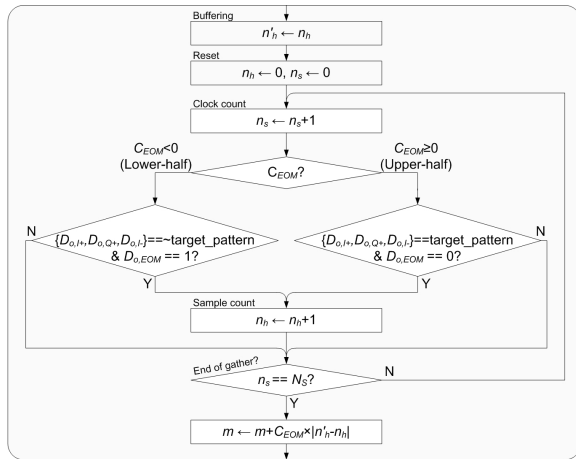 Buffering
n'h ← nh
Reset
nh ← 0, ns ← 0
Clock count
ns ← ns+1
CEOM<0
(Lower-half)
CEOM≥0
(Upper-half)
CEOM?
N
{Do,I+,Do,Q+,Do,I-}==~target_pattern
& Do,EOM == 1?
Y
{Do,I+,Do,Q+,Do,I-}==target_pattern
& Do,EOM == 0?
N
Y
Sample count
nh ← nh+1
End of gather?
ns == NS?
N
Y
m ← m+CEOM×|n'h-nh|